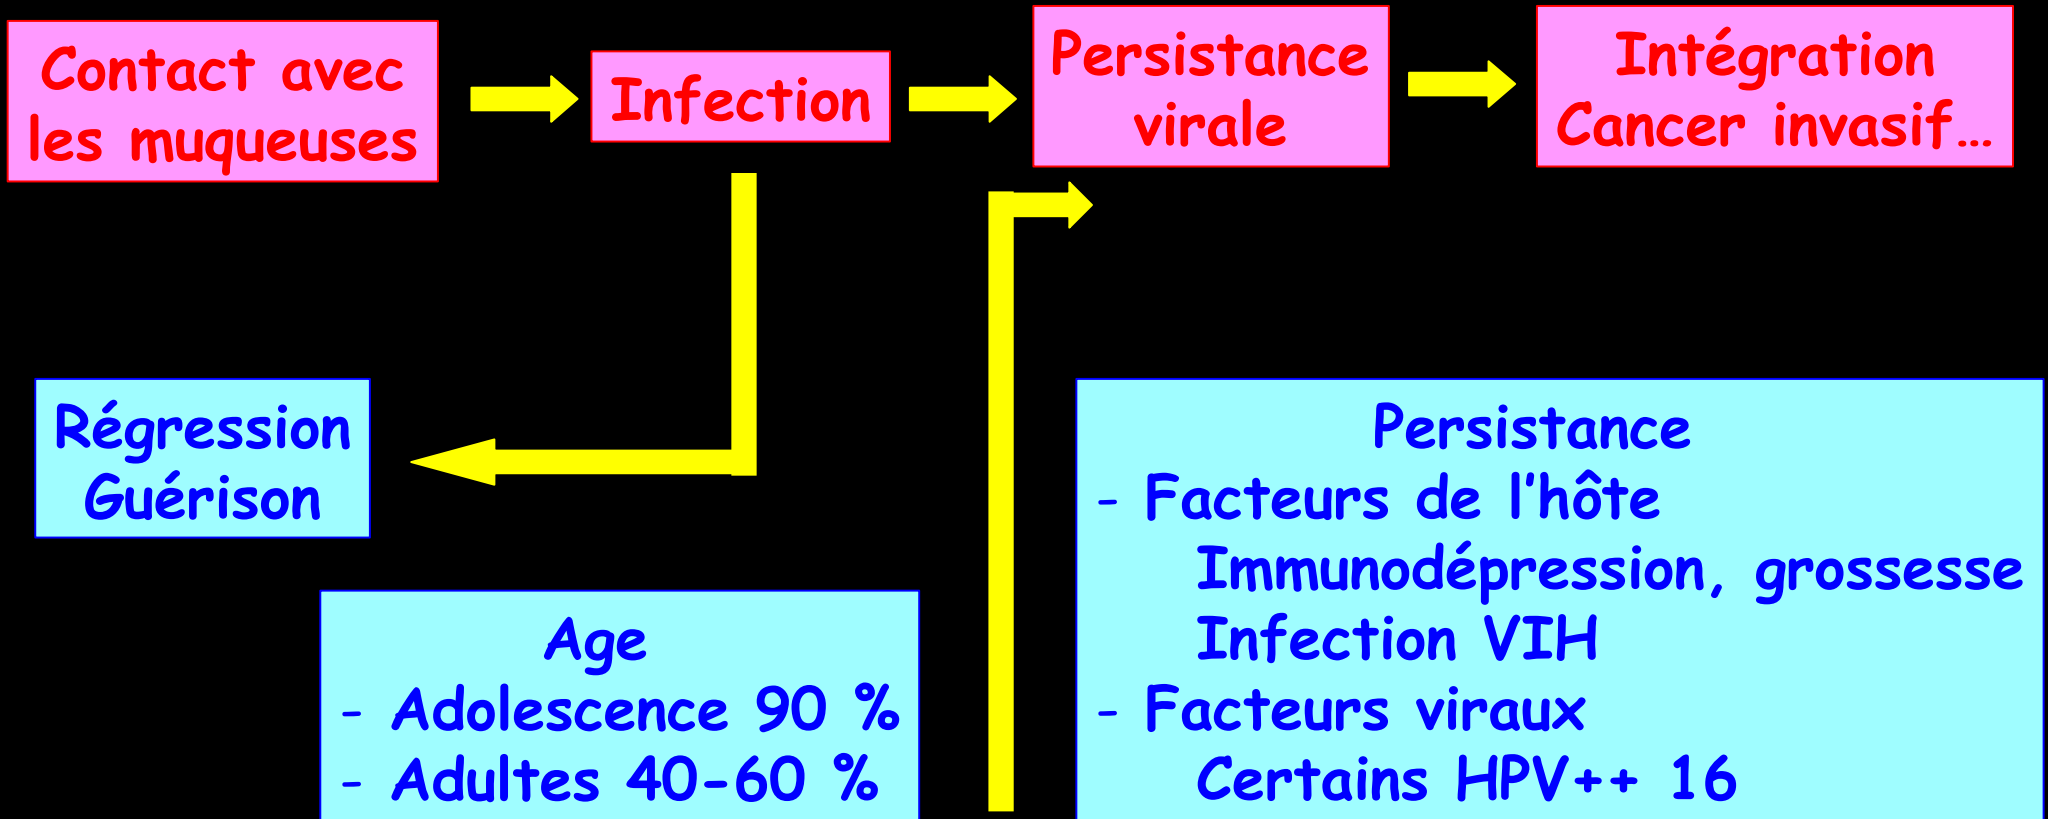 Contact avec
les muqueuses
Infection
Persistance
virale
Intégration
Cancer invasif…
Régression
Guérison
Age
- Adolescence 90 %
- Adultes 40-60 %
Persistance
- Facteurs de l'hôte
Immunodépression, grossesse
Infection VIH
- Facteurs viraux
Certains HPV++ 16